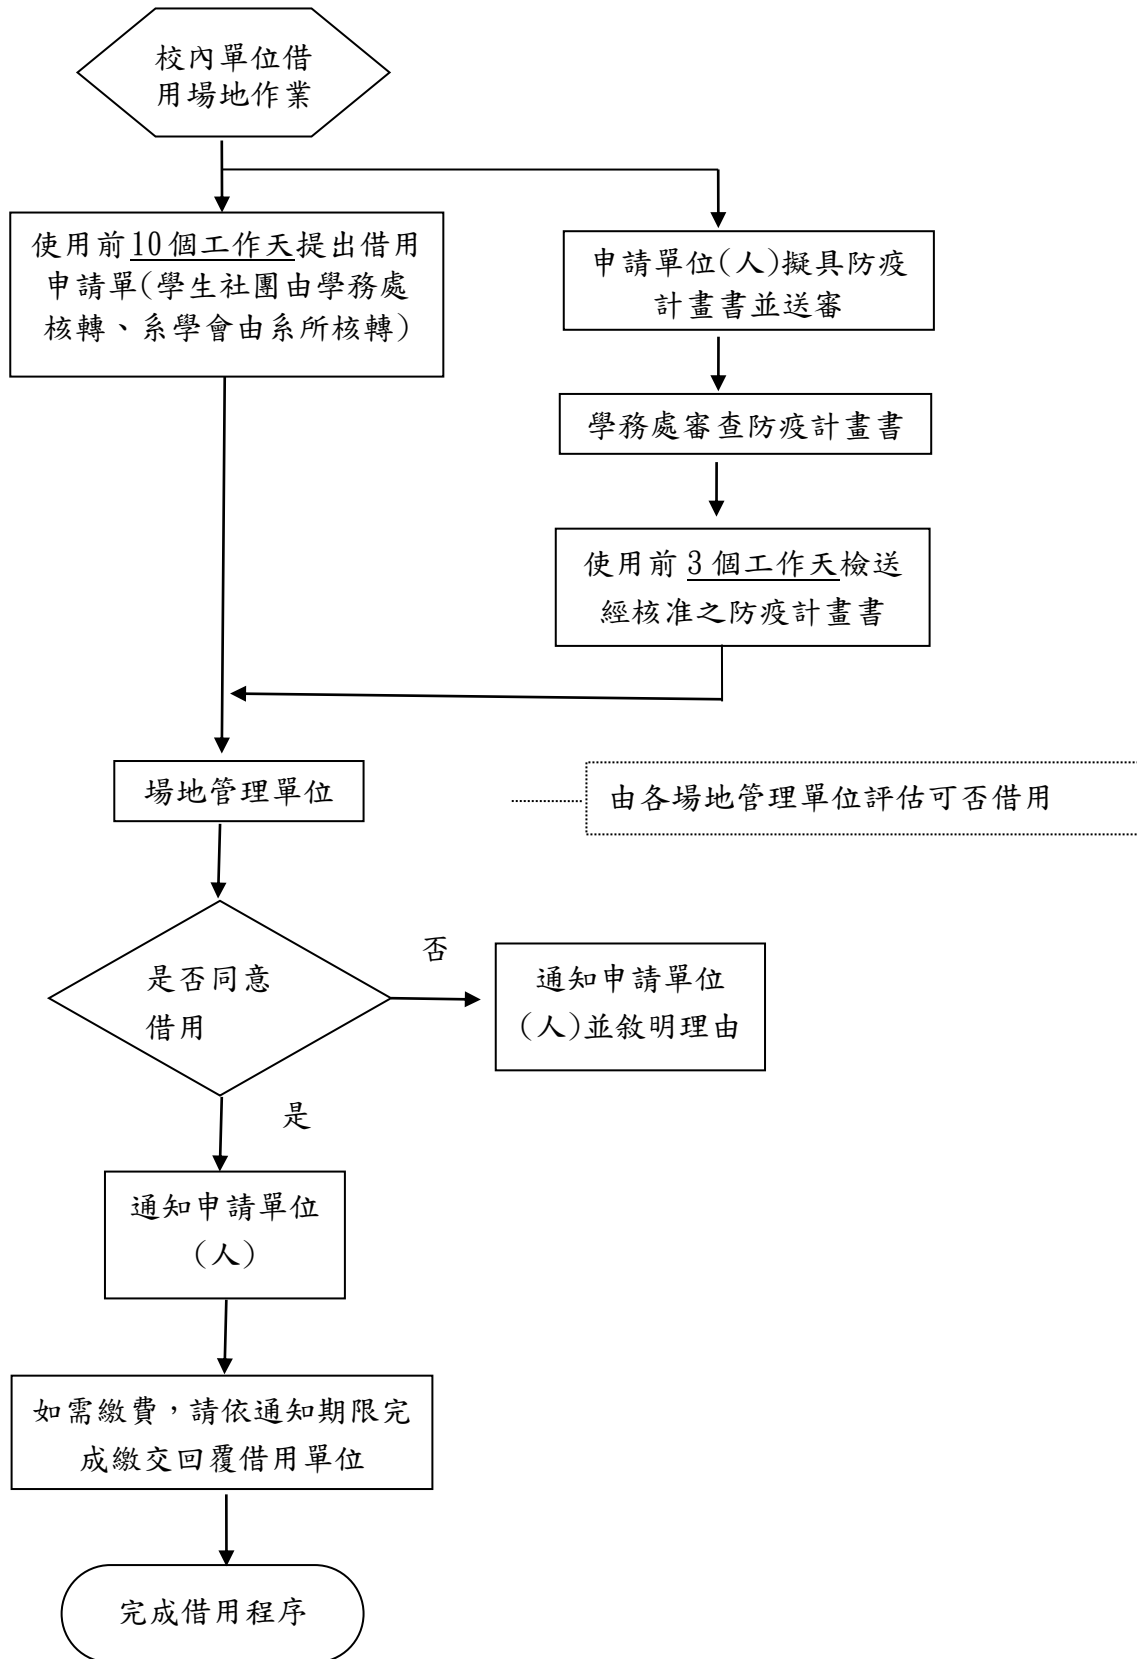 校內單位借
用場地作業
使用前10個工作天提出借用
申請單(學生社團由學務處
核轉、系學會由系所核轉)
申請單位(人)擬具防疫
計畫書並送審
學務處審查防疫計畫書
使用前 3 個工作天檢送
經核准之防疫計畫書
場地管理單位
由各場地管理單位評估可否借用
是否同意
借用
否
通知申請單位
(人)並敘明理由
是
通知申請單位
(人)
如需繳費，請依通知期限完
成繳交回覆借用單位
完成借用程序